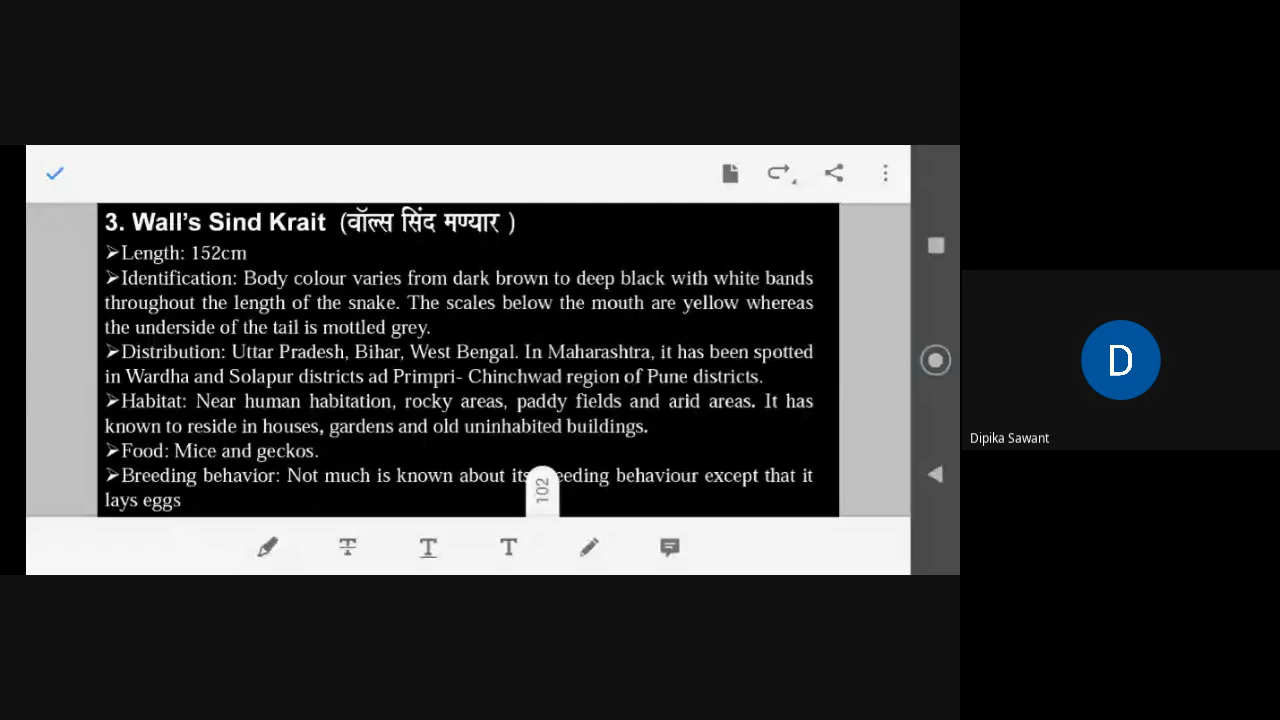 3. Wall's Sind Krait (वॉल्स सिंद मण्यार )
➢Length: 152cm
➢Identification: Body colour varies from dark brown to deep black with white bands
throughout the length of the snake. The scales below the mouth are yellow whereas
the underside of the tail is mottled grey.
➢Distribution: Uttar Pradesh, Bihar, West Bengal. In Maharashtra, it has been spotted
in Wardha and Solapur districts ad Primpri- Chinchwad region of Pune districts.
➢Habitat: Near human habitation, rocky areas, paddy fields and arid areas. It has
known to reside in houses, gardens and old uninhabited buildings.
➢Food: Mice and geckos.
➢Breeding behavior: Not much is known about its eeding behaviour except that it
lays eggs
102
T T T
D
Dipika Sawant